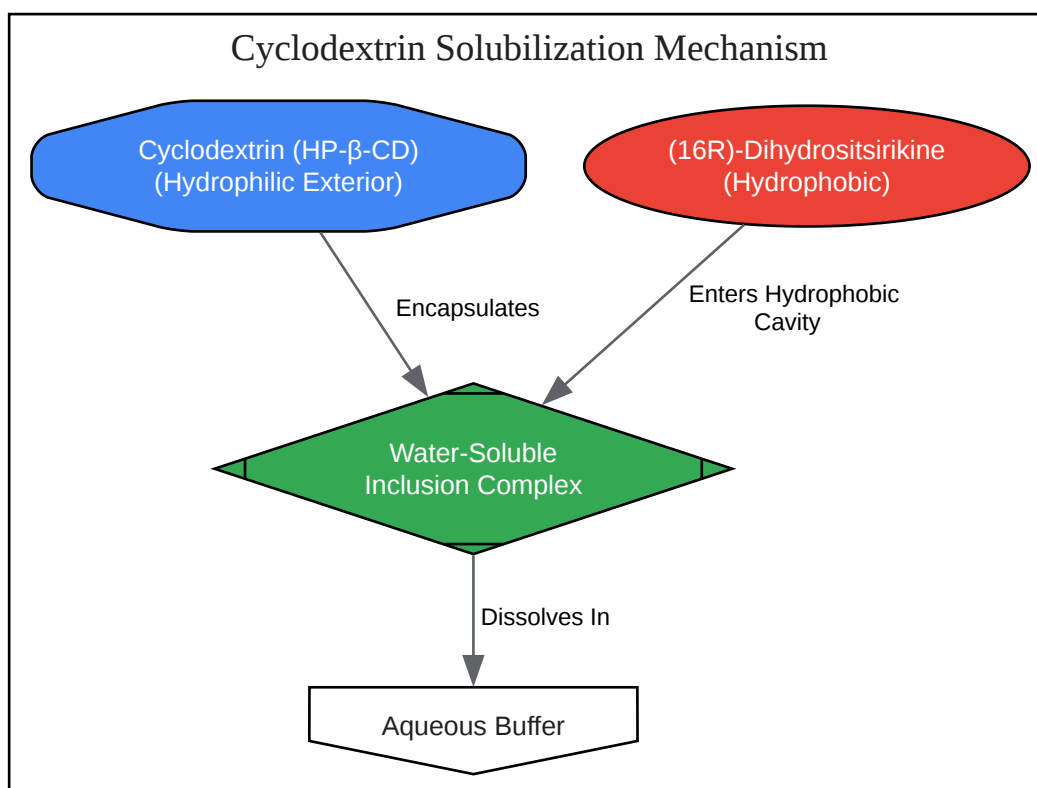 Cyclodextrin Solubilization Mechanism
Cyclodextrin (HP-β-CD)
(Hydrophilic Exterior)
(16R)-Dihydrositsirikine
(Hydrophobic)
Encapsulates
Enters Hydrophobic
Cavity
Water-Soluble
Inclusion Complex
Dissolves In
Aqueous Buffer